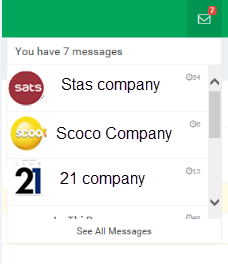 7
You have 7 messages
sats
Stas company
54
scoot
Scoco Company
6
CLUB
21
21 company
13
See All Messages